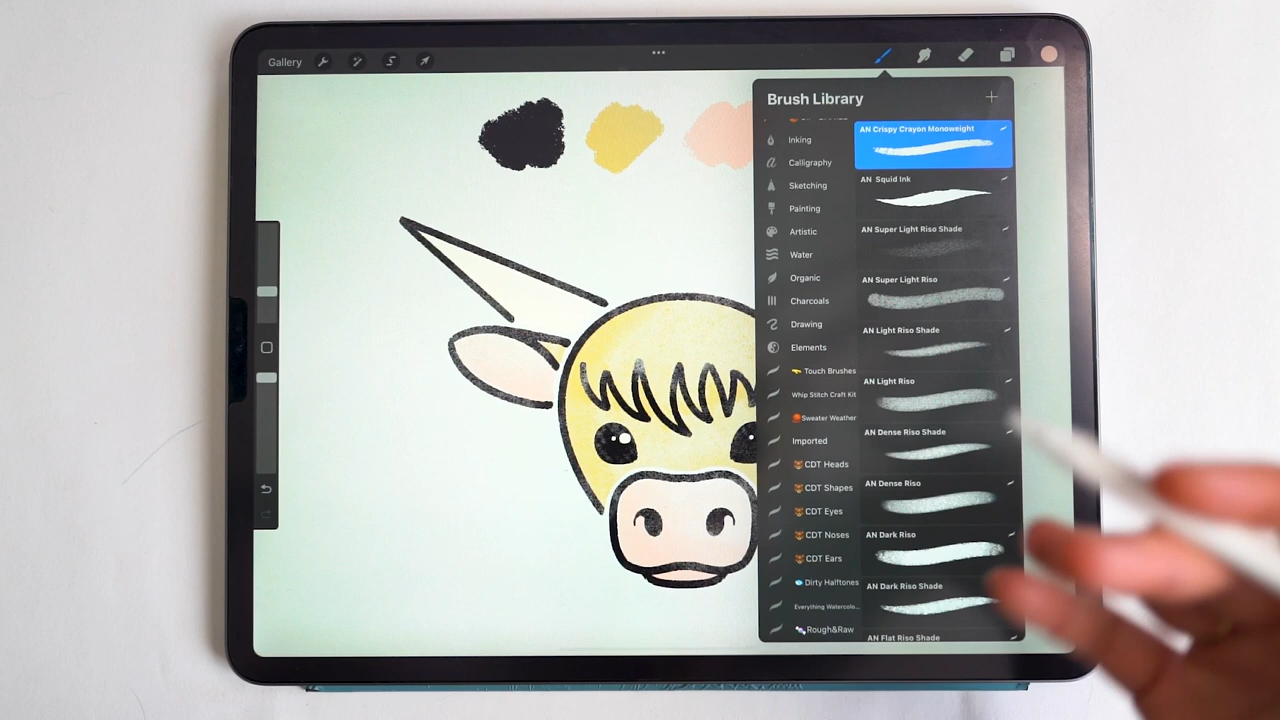 Gallery
Brush Library
Inking
Calligraphy
Sketching
Painting
Artistic
Water
Organic
Charcoals
Drawing
Elements
Touch Brushes
Whip Stitch Craft Kit
Sweater Weather
Imported
CDT Heads
CDT Shapes
CDT Eyes
CDT Noses
CDT Ears
Dirty Halftones
Everything Watercolo...
Rough&Raw
AN Crispy Crayon Monoweight
AN Squid Ink
AN Super Light Riso Shade
AN Super Light Riso
AN Light Riso Shade
AN Light Riso
AN Dense Riso Shade
AN Dense Riso
AN Dark Riso
AN Dark Riso Shade
AN Flat Riso Shade